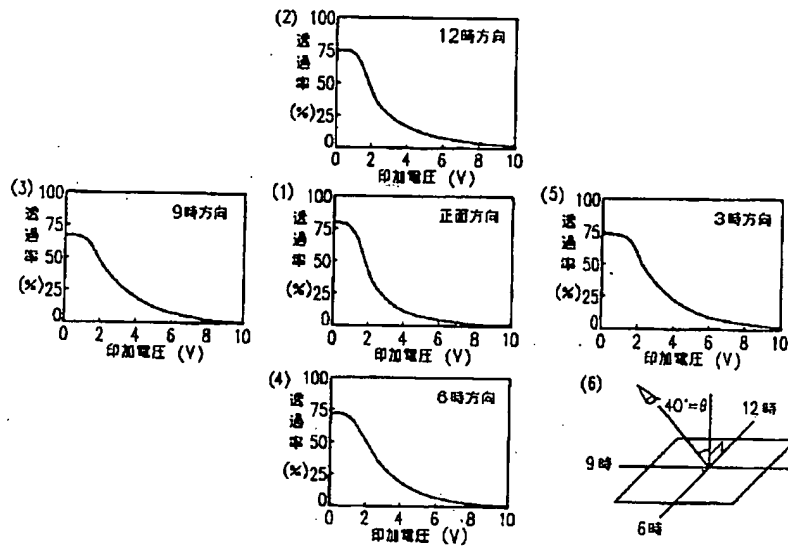 (2)
12時方向
透過率(%)
100
75
50
25
0
0 2 4 6 8 10
印加電圧 (V)
(3)
9時方向
透過率(%)
100
75
50
25
0
0 2 4 6 8 10
印加電圧 (V)
(1)
正面方向
透過率(%)
100
75
50
25
0
0 2 4 6 8 10
印加電圧 (V)
(5)
3時方向
透過率(%)
100
75
50
25
0
0 2 4 6 8 10
印加電圧 (V)
(4)
6時方向
透過率(%)
100
75
50
25
0
0 2 4 6 8 10
印加電圧 (V)
(6)
40°=θ
12時
9時
6時